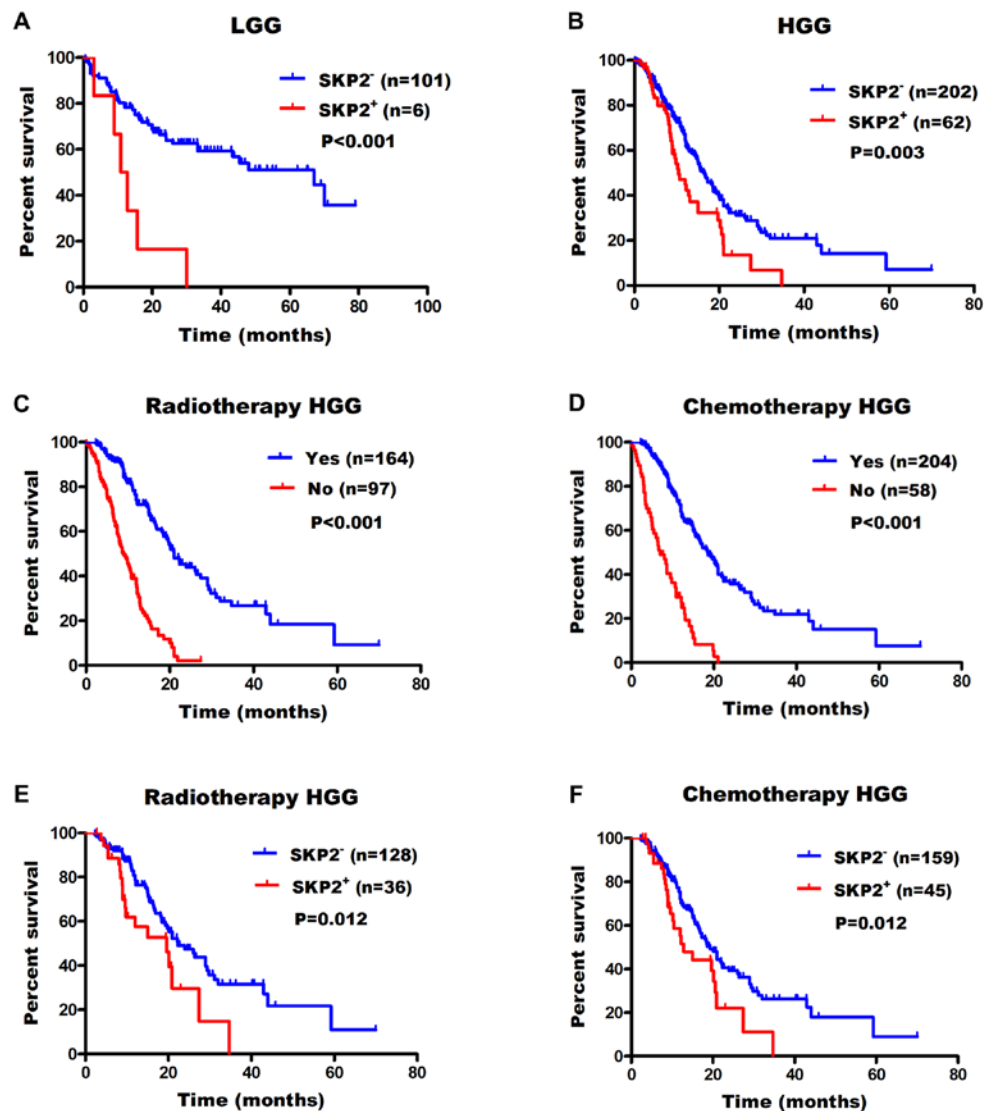 A
LGG
SKP2⁻ (n=101)
SKP2⁺ (n=6)
P<0.001
Percent survival
100
80
60
40
20
0
0 20 40 60 80 100
Time (months)
B
HGG
SKP2⁻ (n=202)
SKP2⁺ (n=62)
P=0.003
Percent survival
100
80
60
40
20
0
0 20 40 60 80
Time (months)
C
Radiotherapy HGG
Yes (n=164)
No (n=97)
P<0.001
Percent survival
100
80
60
40
20
0
0 20 40 60 80
Time (months)
D
Chemotherapy HGG
Yes (n=204)
No (n=58)
P<0.001
Percent survival
100
80
60
40
20
0
0 20 40 60 80
Time (months)
E
Radiotherapy HGG
SKP2⁻ (n=128)
SKP2⁺ (n=36)
P=0.012
Percent survival
100
80
60
40
20
0
0 20 40 60 80
Time (months)
F
Chemotherapy HGG
SKP2⁻ (n=159)
SKP2⁺ (n=45)
P=0.012
Percent survival
100
80
60
40
20
0
0 20 40 60 80
Time (months)